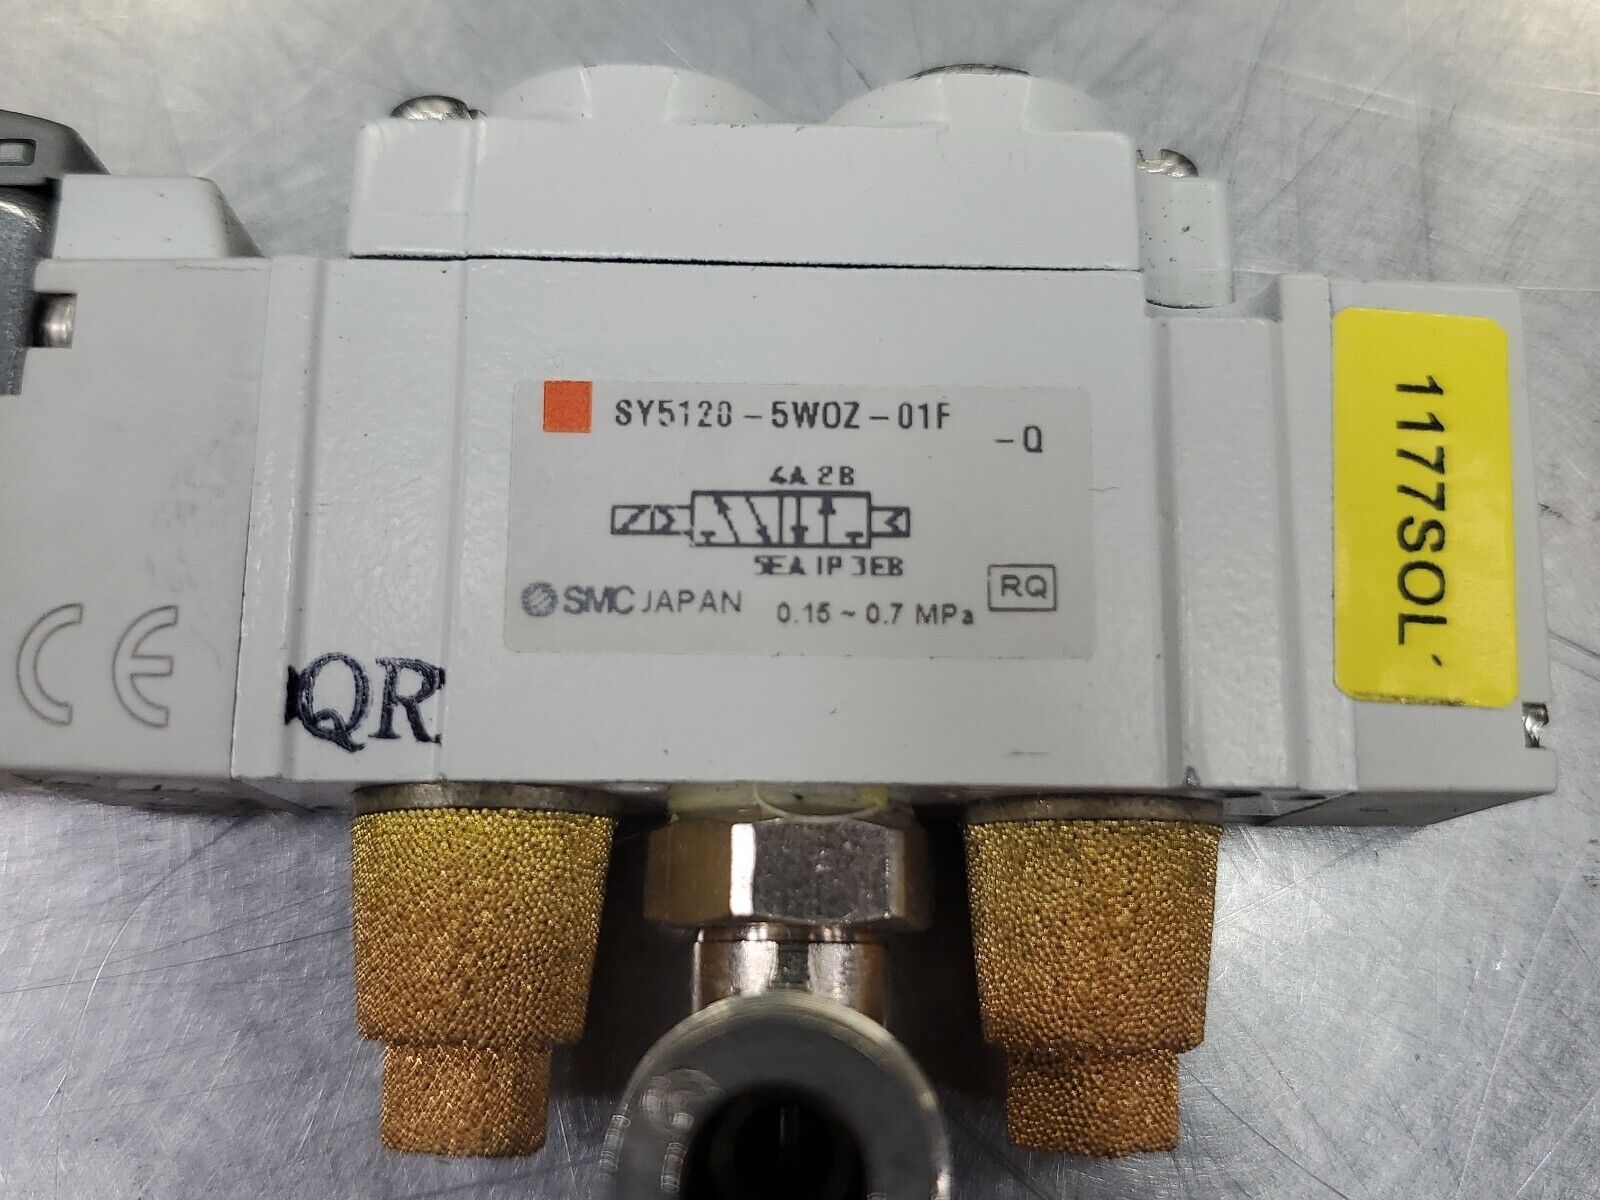 SY5120-5WOZ-01F
-Q
4A 2B
5EA 1P 3EB
SMC JAPAN 0.15 ~ 0.7 MPa
RQ
1177SOL
CE
QR